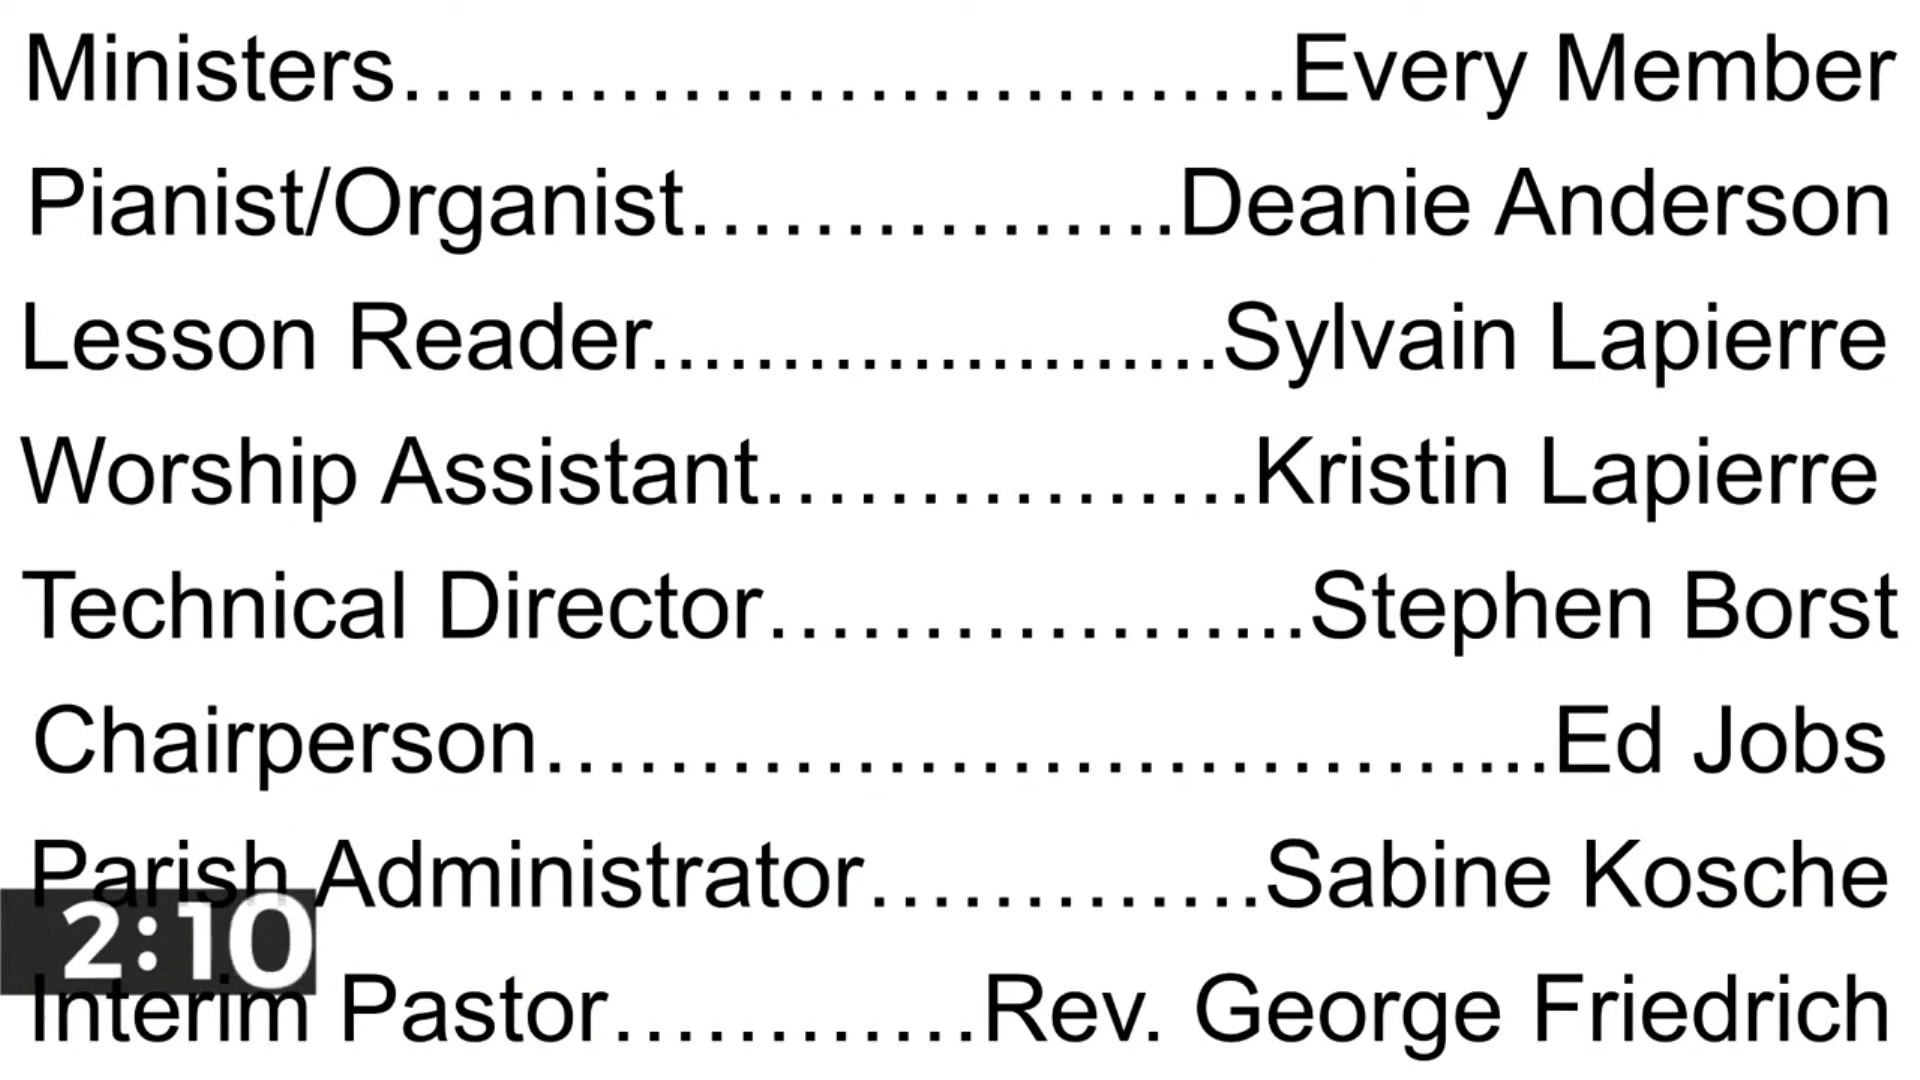 Ministers…………………………..Every Member
Pianist/Organist…………….Deanie Anderson
Lesson Reader......................Sylvain Lapierre
Worship Assistant…………….Kristin Lapierre
Technical Director……………...Stephen Borst
Chairperson…………………………...Ed Jobs
Parish Administrator………….Sabine Kosche
2:10
Interim Pastor…………Rev. George Friedrich